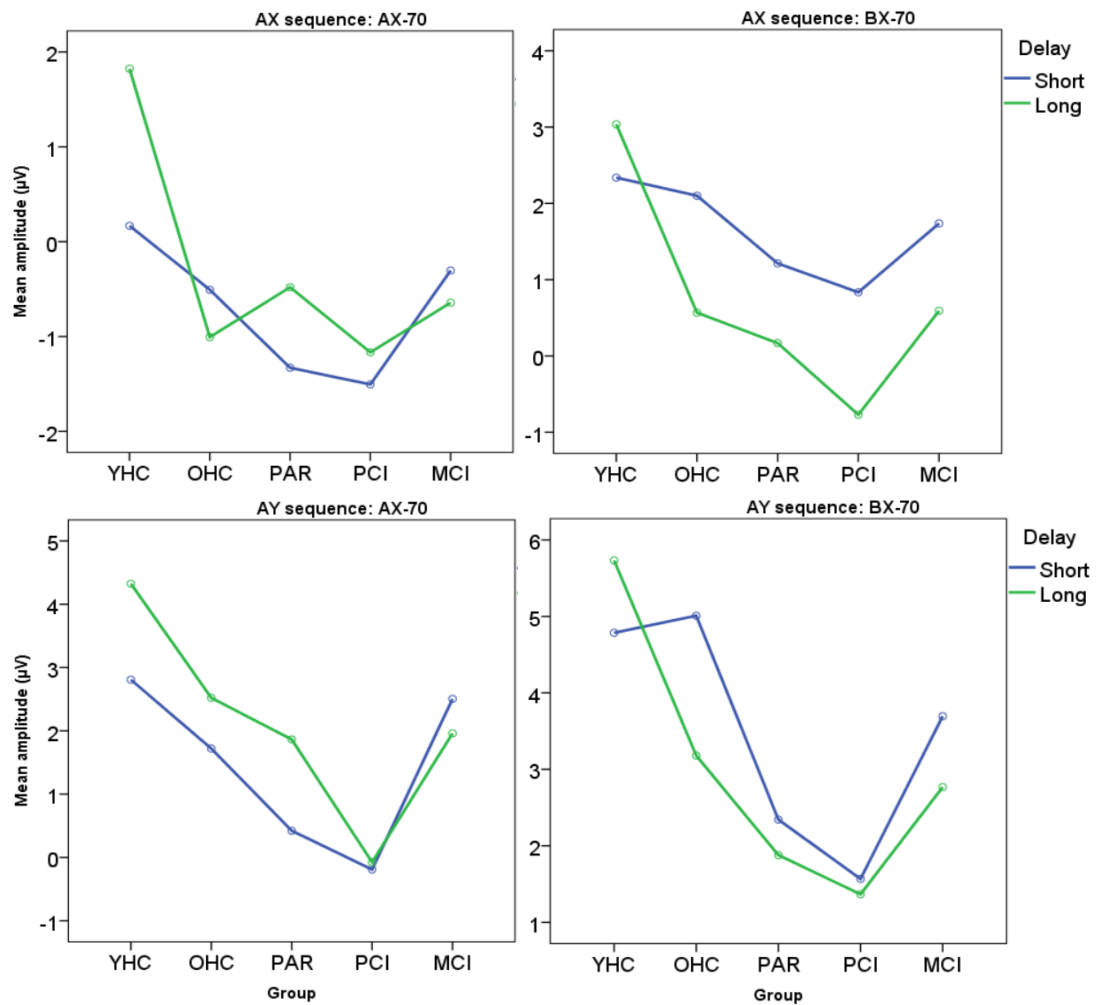 AX sequence: AX-70
Mean amplitude (µV)
2
1
0
-1
-2
YHC OHC PAR PCI MCI
AX sequence: BX-70
4
3
2
1
0
-1
YHC OHC PAR PCI MCI
Delay
Short
Long
AY sequence: AX-70
Mean amplitude (µV)
5
4
3
2
1
0
-1
YHC OHC PAR PCI MCI
Group
AY sequence: BX-70
6
5
4
3
2
1
YHC OHC PAR PCI MCI
Group
Delay
Short
Long